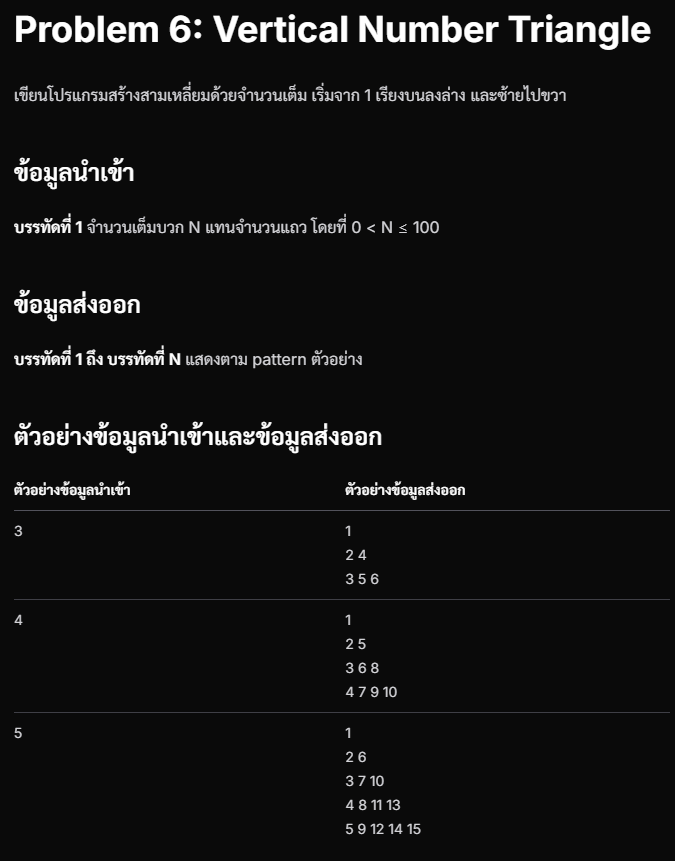 Problem 6: Vertical Number Triangle
เขียนโปรแกรมสร้างสามเหลี่ยมด้วยจำนวนเต็ม เริ่มจาก 1 เรียงบนลงล่าง และซ้ายไปขวา
ข้อมูลนำเข้า
บรรทัดที่ 1 จำนวนเต็มบวก N แทนจำนวนแถว โดยที่ 0 < N ≤ 100
ข้อมูลส่งออก
บรรทัดที่ 1 ถึง บรรทัดที่ N แสดงตาม pattern ตัวอย่าง
ตัวอย่างข้อมูลนำเข้าและข้อมูลส่งออก
ตัวอย่างข้อมูลนำเข้า ตัวอย่างข้อมูลส่งออก
3 1
2 4
3 5 6
4 1
2 5
3 6 8
4 7 9 10
5 1
2 6
3 7 10
4 8 11 13
5 9 12 14 15